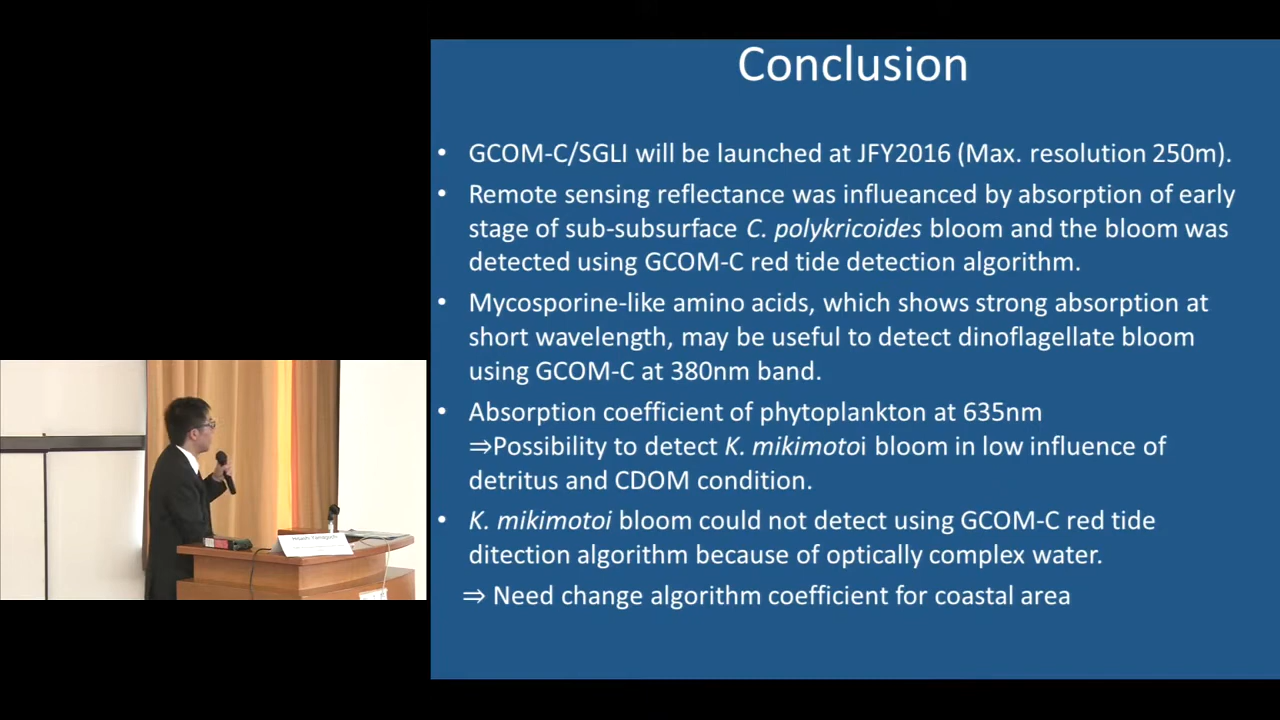 Conclusion
• GCOM-C/SGLI will be launched at JFY2016 (Max. resolution 250m).
• Remote sensing reflectance was influeanced by absorption of early
stage of sub-subsurface C. polykricoides bloom and the bloom was
detected using GCOM-C red tide detection algorithm.
• Mycosporine-like amino acids, which shows strong absorption at
short wavelength, may be useful to detect dinoflagellate bloom
using GCOM-C at 380nm band.
• Absorption coefficient of phytoplankton at 635nm
⇒Possibility to detect K. mikimotoi bloom in low influence of
detritus and CDOM condition.
• K. mikimotoi bloom could not detect using GCOM-C red tide
ditection algorithm because of optically complex water.
⇒ Need change algorithm coefficient for coastal area